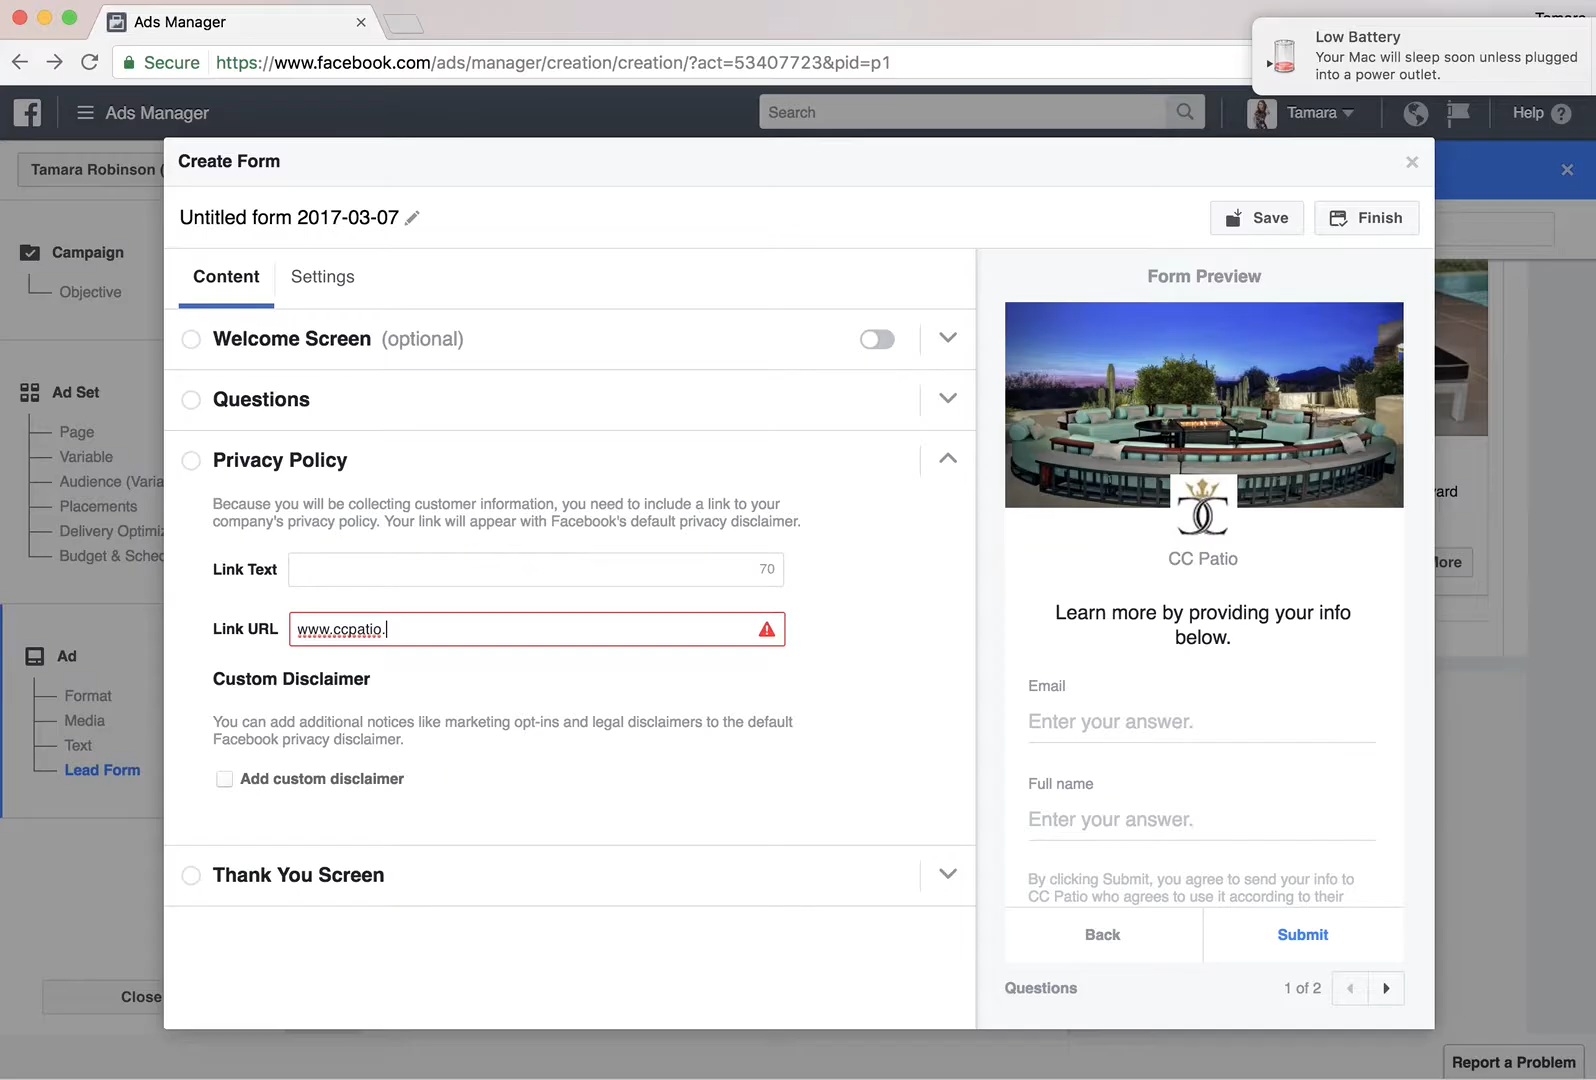 Ads Manager
Tamara
Low Battery
Your Mac will sleep soon unless plugged
into a power outlet.
Secure
https://www.facebook.com/ads/manager/creation/creation/?act=53407723&pid=p1
Ads Manager
Search
Tamara
Help
Tamara Robinson (
Create Form
Untitled form 2017-03-07
Save
Finish
Campaign
Objective
Ad Set
Page
Variable
Audience (Varia
Placements
Delivery Optimiz
Budget & Sched
Ad
Format
Media
Text
Lead Form
Close
Content
Settings
Welcome Screen (optional)
Questions
Privacy Policy
Because you will be collecting customer information, you need to include a link to your
company's privacy policy. Your link will appear with Facebook's default privacy disclaimer.
Link Text
70
Link URL
www.ccpatio.
Custom Disclaimer
You can add additional notices like marketing opt-ins and legal disclaimers to the default
Facebook privacy disclaimer.
Add custom disclaimer
Thank You Screen
Form Preview
CC Patio
Learn more by providing your info
below.
Email
Enter your answer.
Full name
Enter your answer.
By clicking Submit, you agree to send your info to
CC Patio who agrees to use it according to their
Back
Submit
Questions
1 of 2
Report a Problem